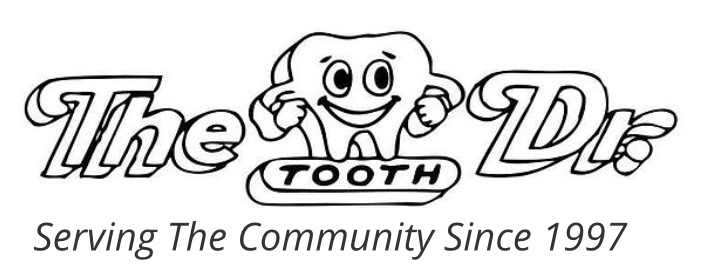 The TOOTH Dr.
Serving The Community Since 1997